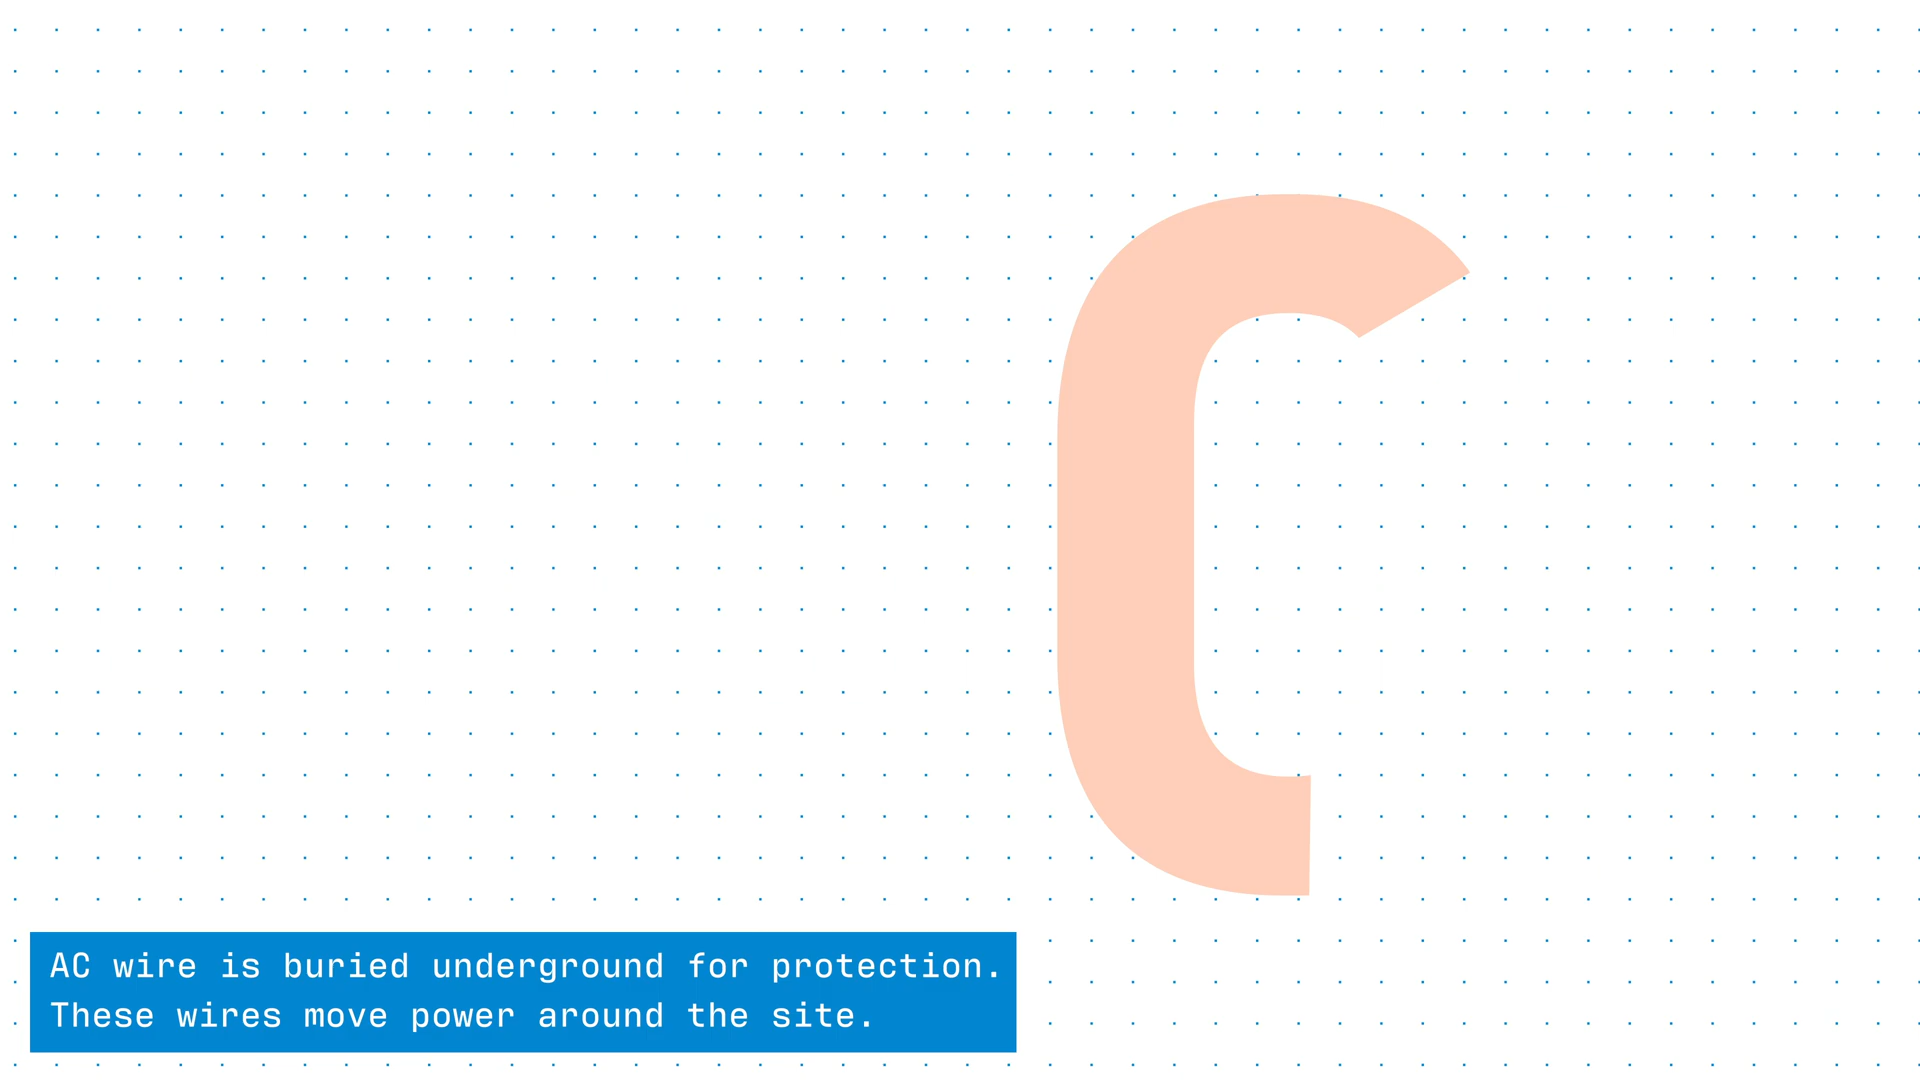 C
AC wire is buried underground for protection.
These wires move power around the site.